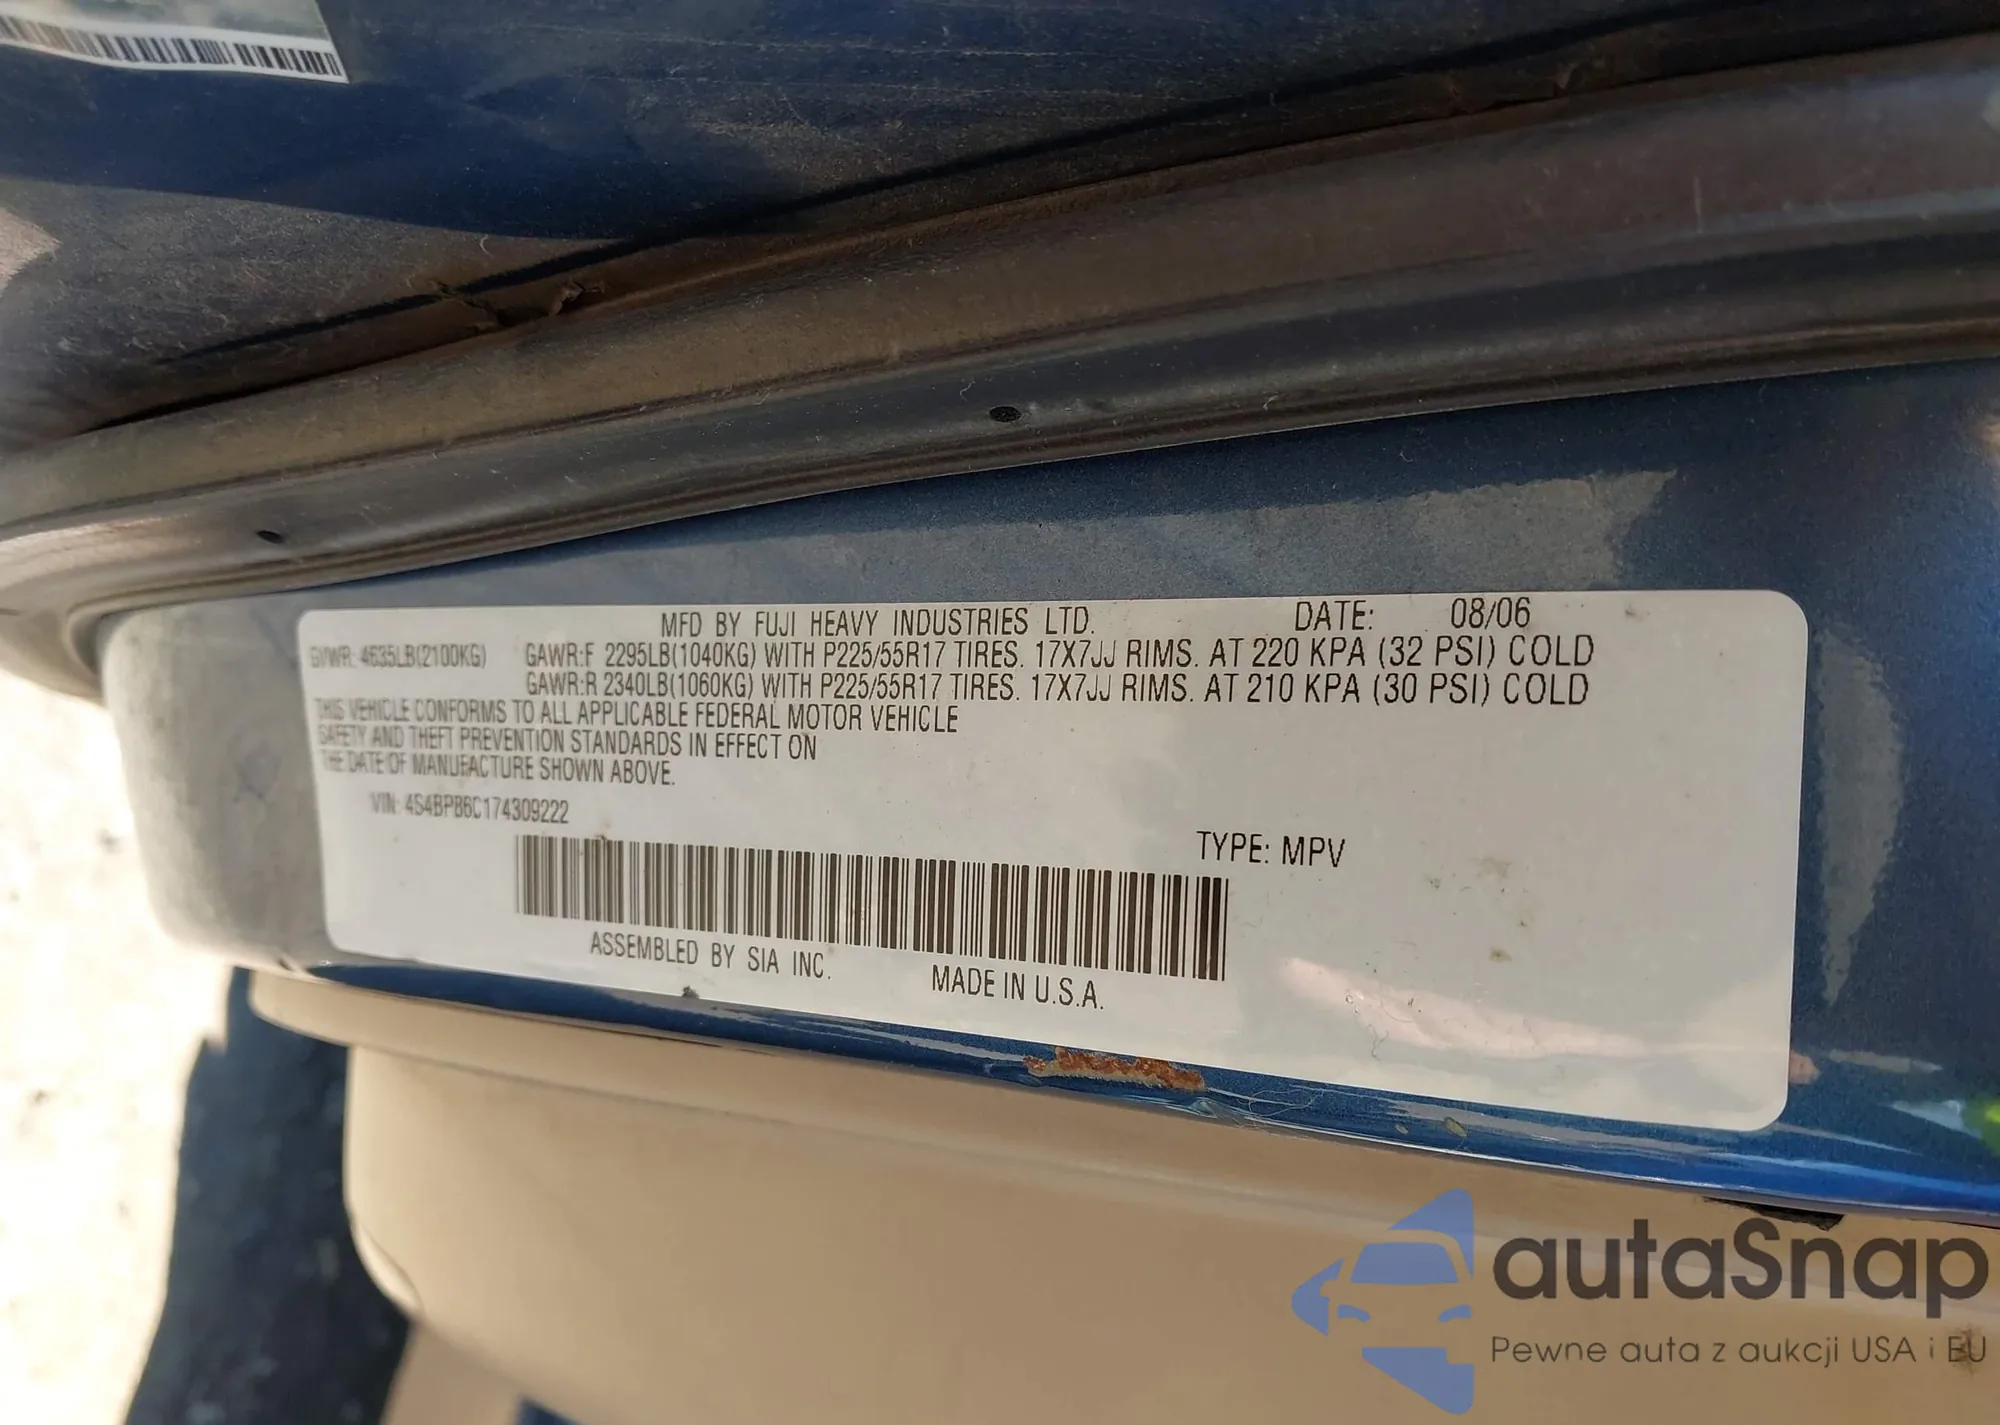 MFD BY FUJI HEAVY INDUSTRIES LTD. DATE: 08/06
GVWR: 4635LB(2100KG) GAWR:F 2295LB(1040KG) WITH P225/55R17 TIRES. 17X7JJ RIMS. AT 220 KPA (32 PSI) COLD
GAWR:R 2340LB(1060KG) WITH P225/55R17 TIRES. 17X7JJ RIMS. AT 210 KPA (30 PSI) COLD
THIS VEHICLE CONFORMS TO ALL APPLICABLE FEDERAL MOTOR VEHICLE
SAFETY AND THEFT PREVENTION STANDARDS IN EFFECT ON
THE DATE OF MANUFACTURE SHOWN ABOVE.
VIN: 4S4BP86C174309222
TYPE: MPV
ASSEMBLED BY SIA INC.
MADE IN U.S.A.
autaSnap
Pewne auta z aukcji USA i EU